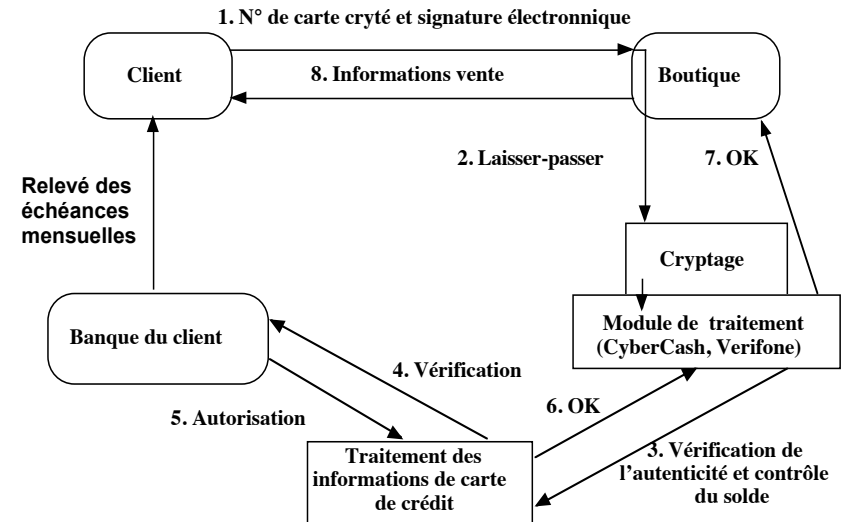 1. N° de carte cryté et signature électronnique
Client
8. Informations vente
Boutique
2. Laisser-passer
7. OK
Relevé des
échéances
mensuelles
Cryptage
Banque du client
Module de traitement
(CyberCash, Verifone)
4. Vérification
5. Autorisation
6. OK
3. Vérification de
l'autenticité et contrôle
du solde
Traitement des
informations de carte
de crédit